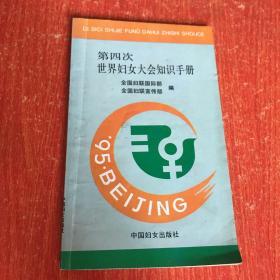 DI SICI SHIJIE FUNÜ DAHUI ZHISHI SHOUCE
第四次
世界妇女大会知识手册
全国妇联国际部
全国妇联宣传部
编
'95·BEIJING
中国妇女出版社